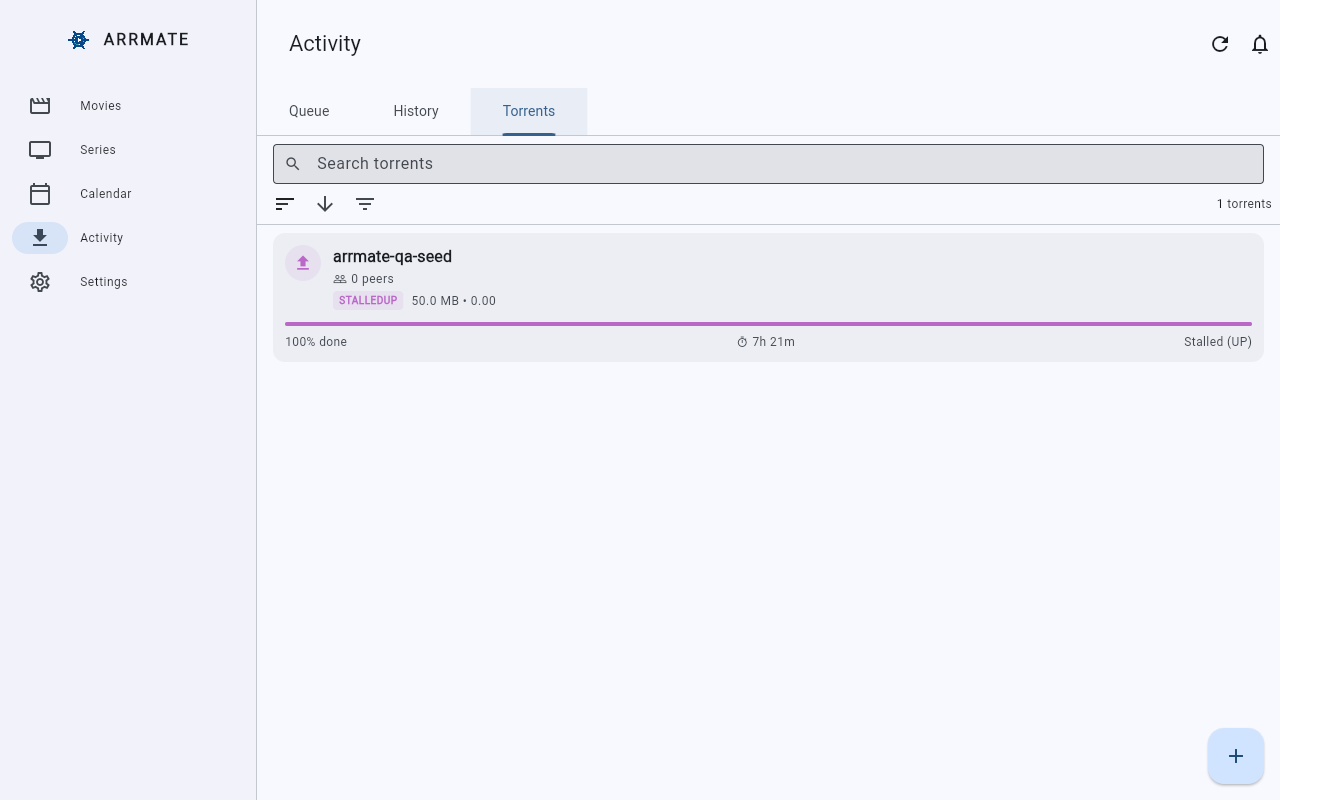 ARRMATE
Movies
Series
Calendar
Activity
Settings
Activity
Queue
History
Torrents
Search torrents
1 torrents
arrmate-qa-seed
0 peers
STALLEDUP 50.0 MB • 0.00
100% done
7h 21m
Stalled (UP)